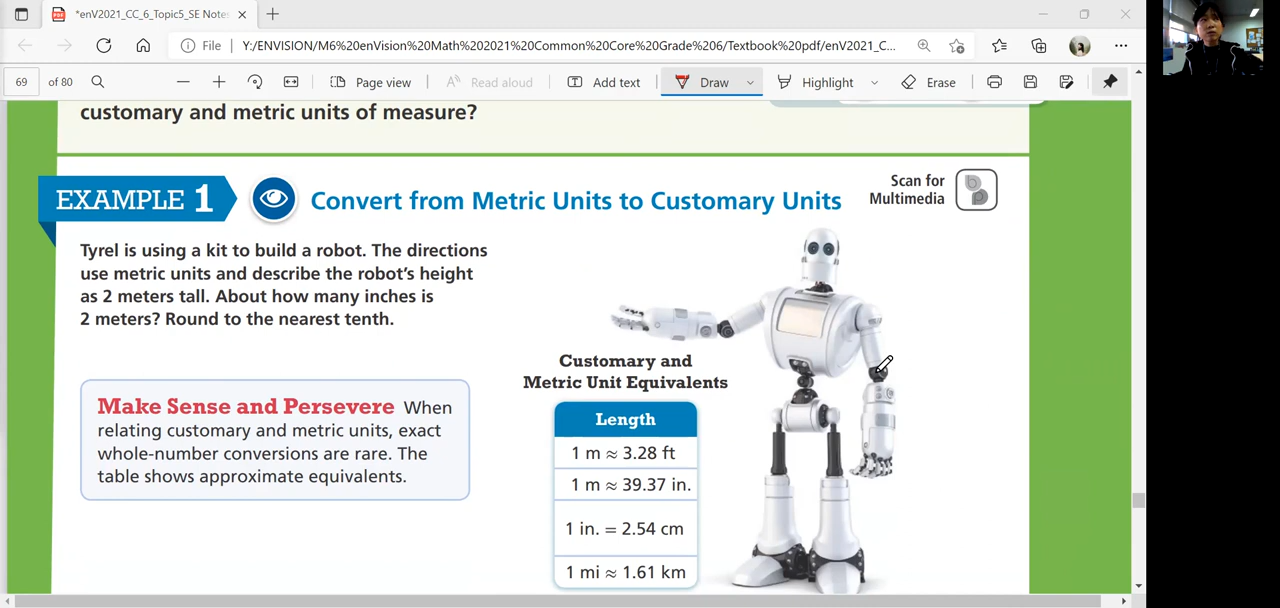 *enV2021_CC_6_Topic5_SE Note
File
Y:/ENVISION/M6%20enVision%20Math%202021%20Common%20Core%20Grade%206/Textbook%20pdf/enV2021_C...
69 of 80
Page view
Read aloud
Add text
Draw
Highlight
Erase
customary and metric units of measure?
EXAMPLE 1
Convert from Metric Units to Customary Units
Scan for
Multimedia
Tyrel is using a kit to build a robot. The directions
use metric units and describe the robot's height
as 2 meters tall. About how many inches is
2 meters? Round to the nearest tenth.
Make Sense and Persevere When
relating customary and metric units, exact
whole-number conversions are rare. The
table shows approximate equivalents.
Customary and
Metric Unit Equivalents
Length
1 m ≈ 3.28 ft
1 m ≈ 39.37 in.
1 in. = 2.54 cm
1 mi ≈ 1.61 km